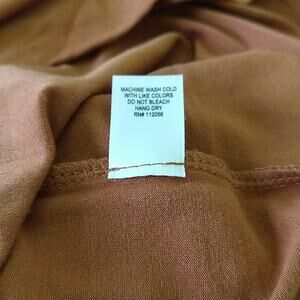 MACHINE WASH COLD
WITH LIKE COLORS
DO NOT BLEACH
HANG DRY
RN# 112056